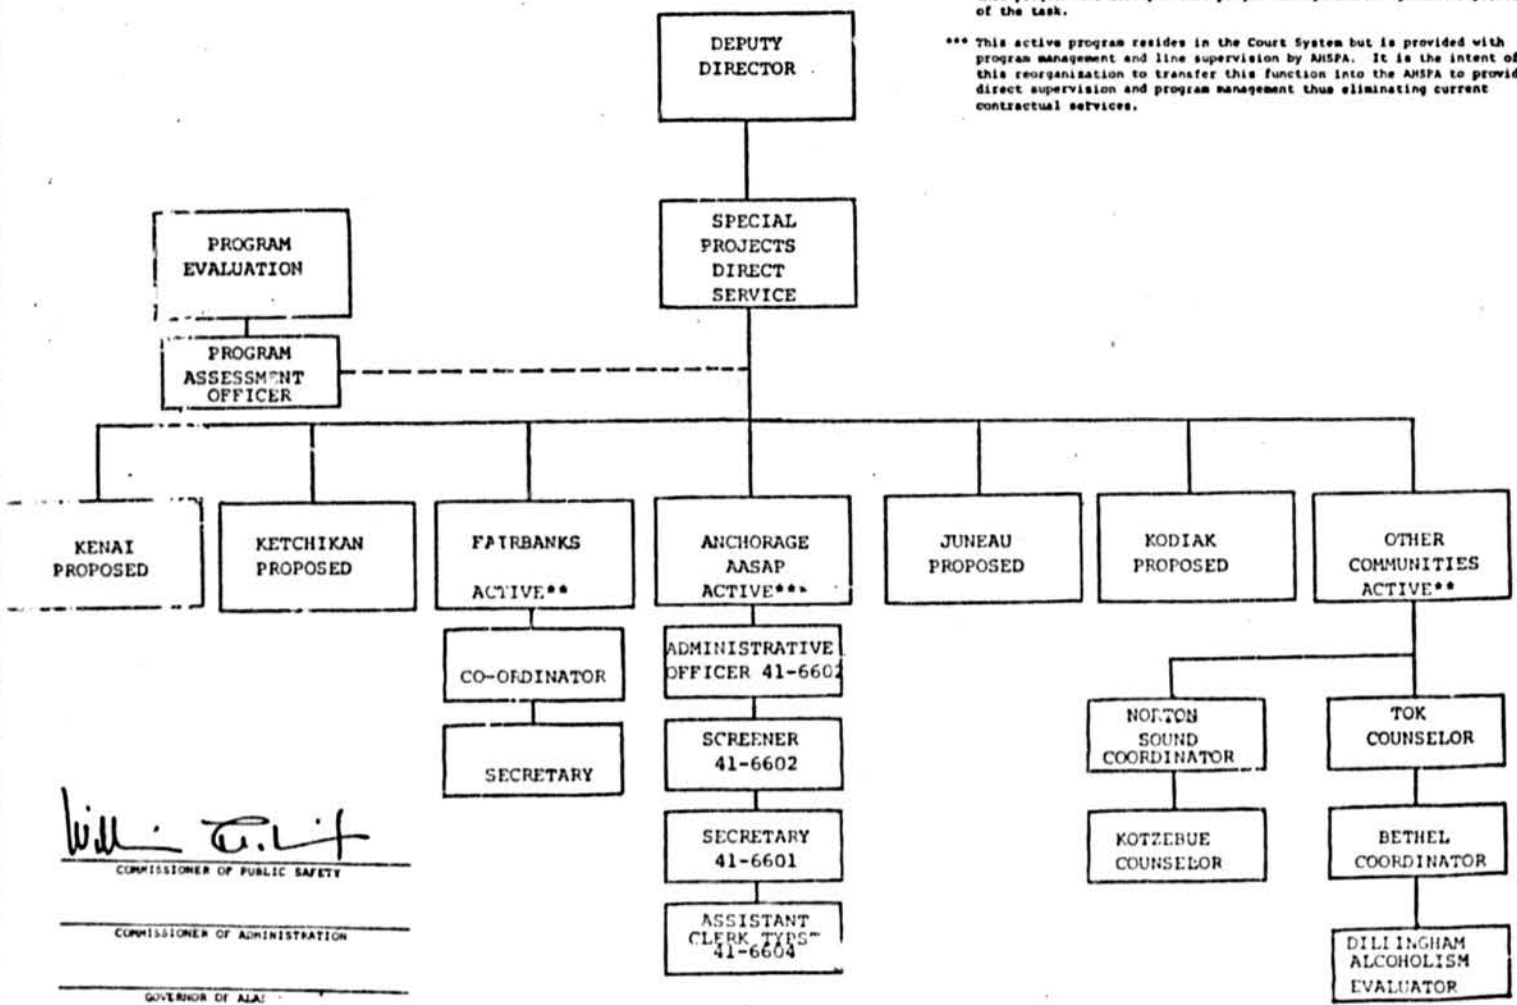 of the task.
*** This active program resides in the Court System but is provided with
program management and line supervision by AHSPA. It is the intent of
this reorganization to transfer this function into the AHSPA to provid
direct supervision and program management thus eliminating current
contractual services.
DEPUTY
DIRECTOR
SPECIAL
PROJECTS
DIRECT
SERVICE
PROGRAM
EVALUATION
PROGRAM
ASSESSMENT
OFFICER
KENAI
PROPOSED
KETCHIKAN
PROPOSED
FAIRBANKS
ACTIVE**
CO-ORDINATOR
SECRETARY
ANCHORAGE
AASAP
ACTIVE***
ADMINISTRATIVE
OFFICER 41-6602
SCREENER
41-6602
SECRETARY
41-6601
ASSISTANT
CLERK TYPST
41-6604
JUNEAU
PROPOSED
KODIAK
PROPOSED
OTHER
COMMUNITIES
ACTIVE**
NORTON
SOUND
COORDINATOR
KOTZEBUE
COUNSELOR
TOK
COUNSELOR
BETHEL
COORDINATOR
DILLINGHAM
ALCOHOLISM
EVALUATOR
COMMISSIONER OF PUBLIC SAFETY
COMMISSIONER OF ADMINISTRATION
GOVERNOR OF ALA